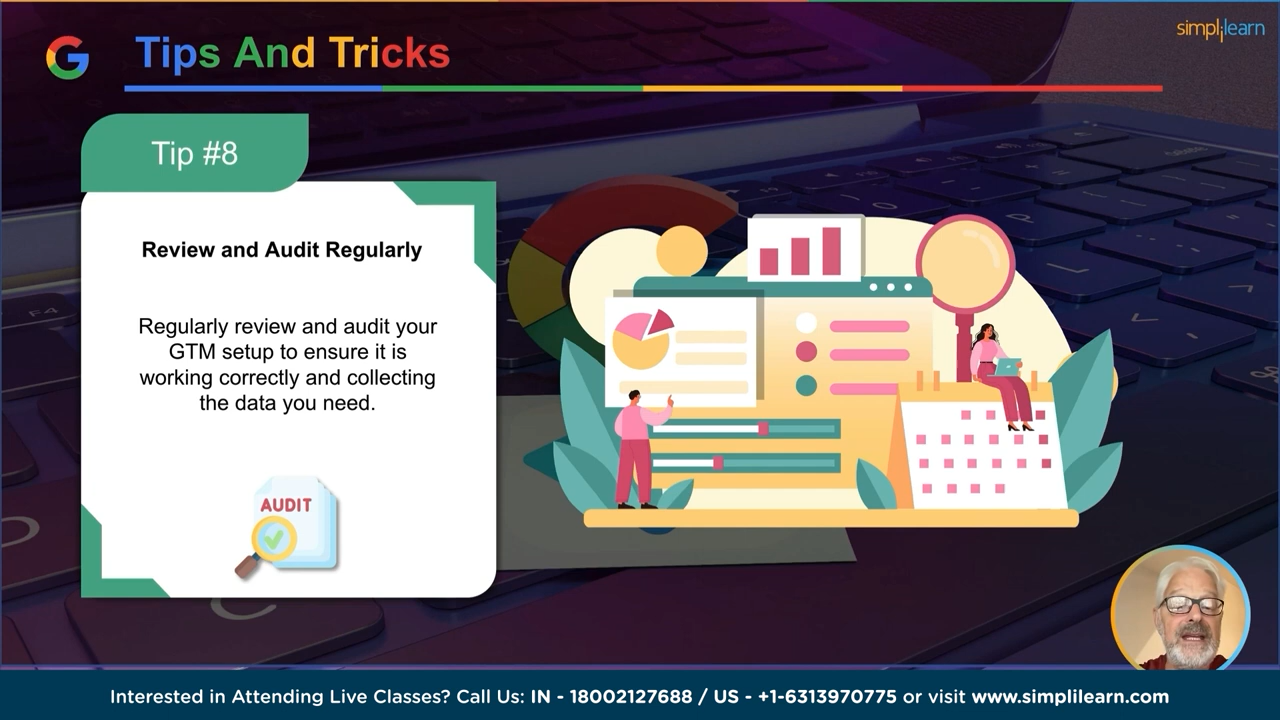 Tips And Tricks
simplilearn
Tip #8
Review and Audit Regularly
Regularly review and audit your
GTM setup to ensure it is
working correctly and collecting
the data you need.
AUDIT
Interested in Attending Live Classes? Call Us: IN - 18002127688 / US - +1-6313970775 or visit www.simplilearn.com